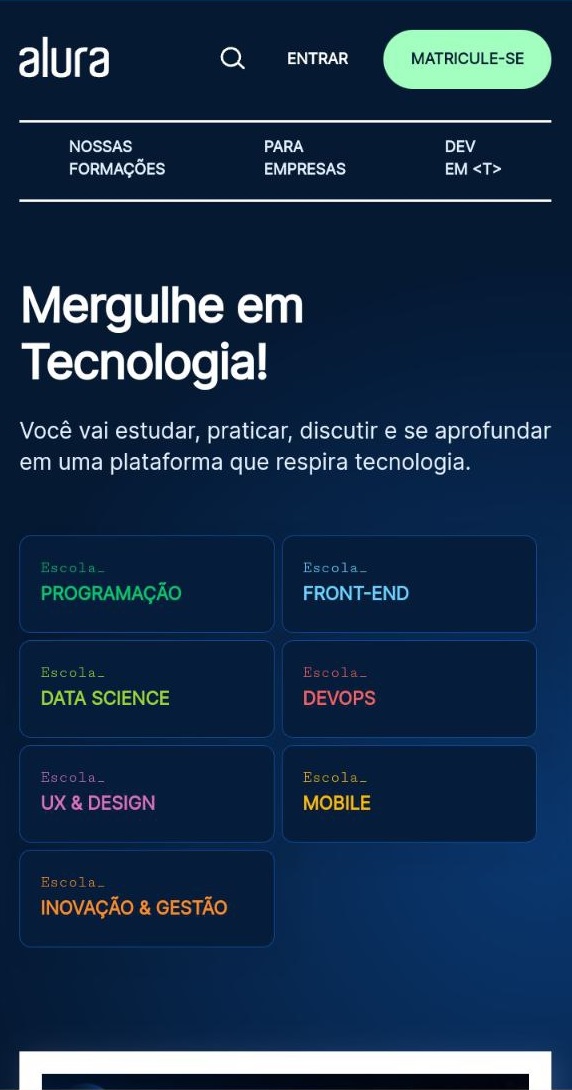 alura
ENTRAR
MATRICULE-SE
NOSSAS
FORMAÇÕES
PARA
EMPRESAS
DEV
EM <T>
Mergulhe em
Tecnologia!
Você vai estudar, praticar, discutir e se aprofundar
em uma plataforma que respira tecnologia.
Escola_
PROGRAMAÇÃO
Escola_
FRONT-END
Escola_
DATA SCIENCE
Escola_
DEVOPS
Escola_
UX & DESIGN
Escola_
MOBILE
Escola_
INOVAÇÃO & GESTÃO